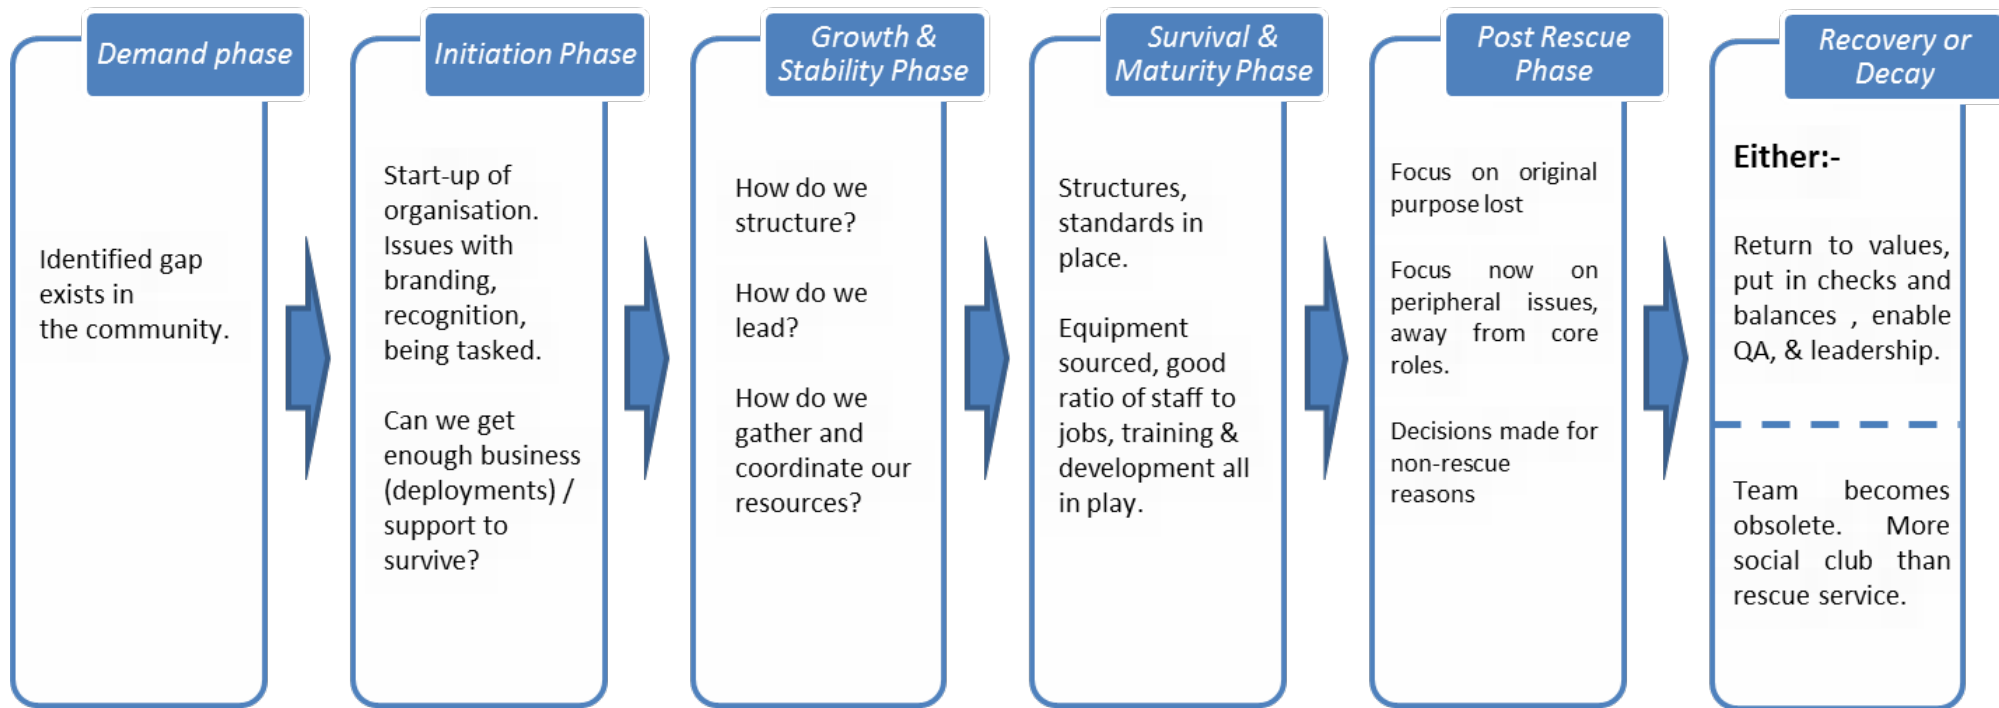 Demand phase
Identified gap
exists in
the community.
Initiation Phase
Start-up of
organisation.
Issues with
branding,
recognition,
being tasked.
Can we get
enough business
(deployments) /
support to
survive?
Growth &
Stability Phase
How do we
structure?
How do we
lead?
How do we
gather and
coordinate our
resources?
Survival &
Maturity Phase
Structures,
standards in
place.
Equipment
sourced, good
ratio of staff to
jobs, training &
development all
in play.
Post Rescue
Phase
Focus on original
purpose lost
Focus now on
peripheral issues,
away from core
roles.
Decisions made for
non-rescue
reasons
Recovery or
Decay
Either:-
Return to values,
put in checks and
balances , enable
QA, & leadership.
Team becomes
obsolete. More
social club than
rescue service.